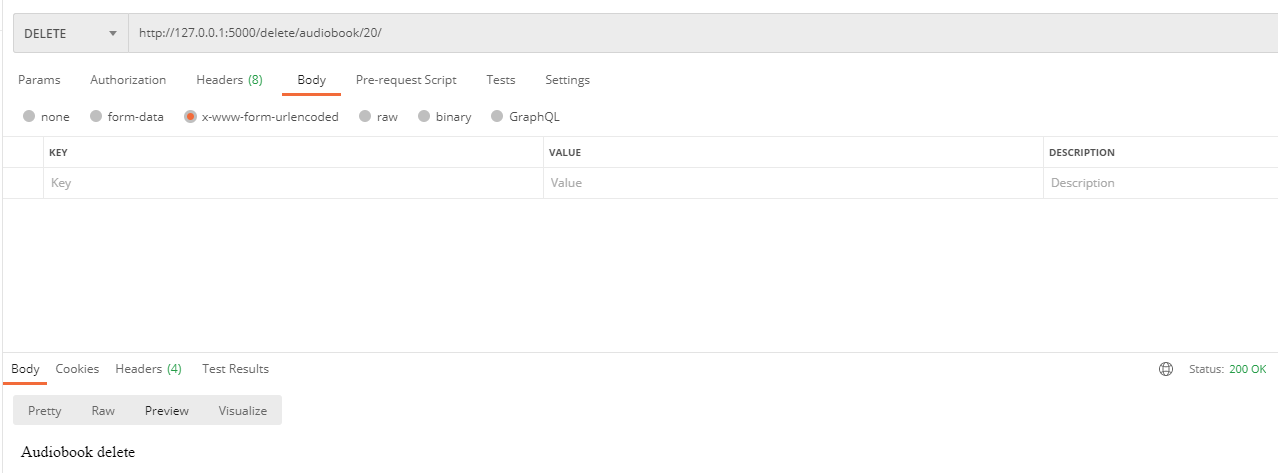 DELETE http://127.0.0.1:5000/delete/audiobook/20/
Params Authorization Headers (8) Body Pre-request Script Tests Settings
none form-data x-www-form-urlencoded raw binary GraphQL
KEY VALUE DESCRIPTION
Key Value Description
Body Cookies Headers (4) Test Results Status: 200 OK
Pretty Raw Preview Visualize
Audiobook delete